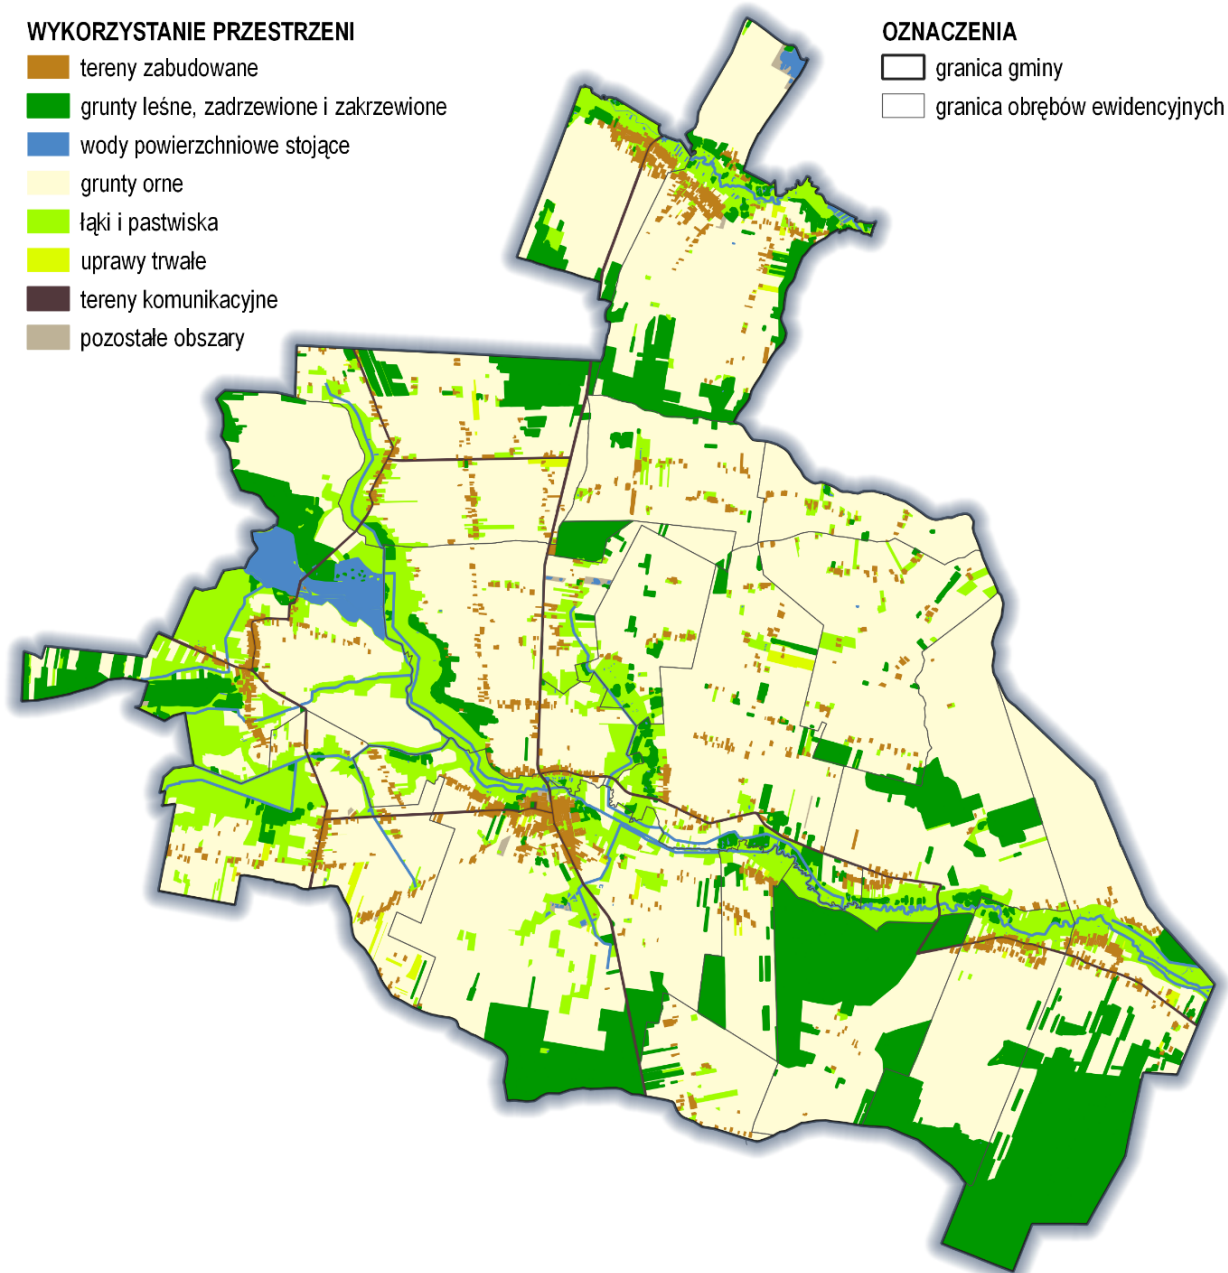 WYKORZYSTANIE PRZESTRZENI
tereny zabudowane
grunty leśne, zadrzewione i zakrzewione
wody powierzchniowe stojące
grunty orne
łąki i pastwiska
uprawy trwałe
tereny komunikacyjne
pozostałe obszary
OZNACZENIA
granica gminy
granica obrębów ewidencyjnych